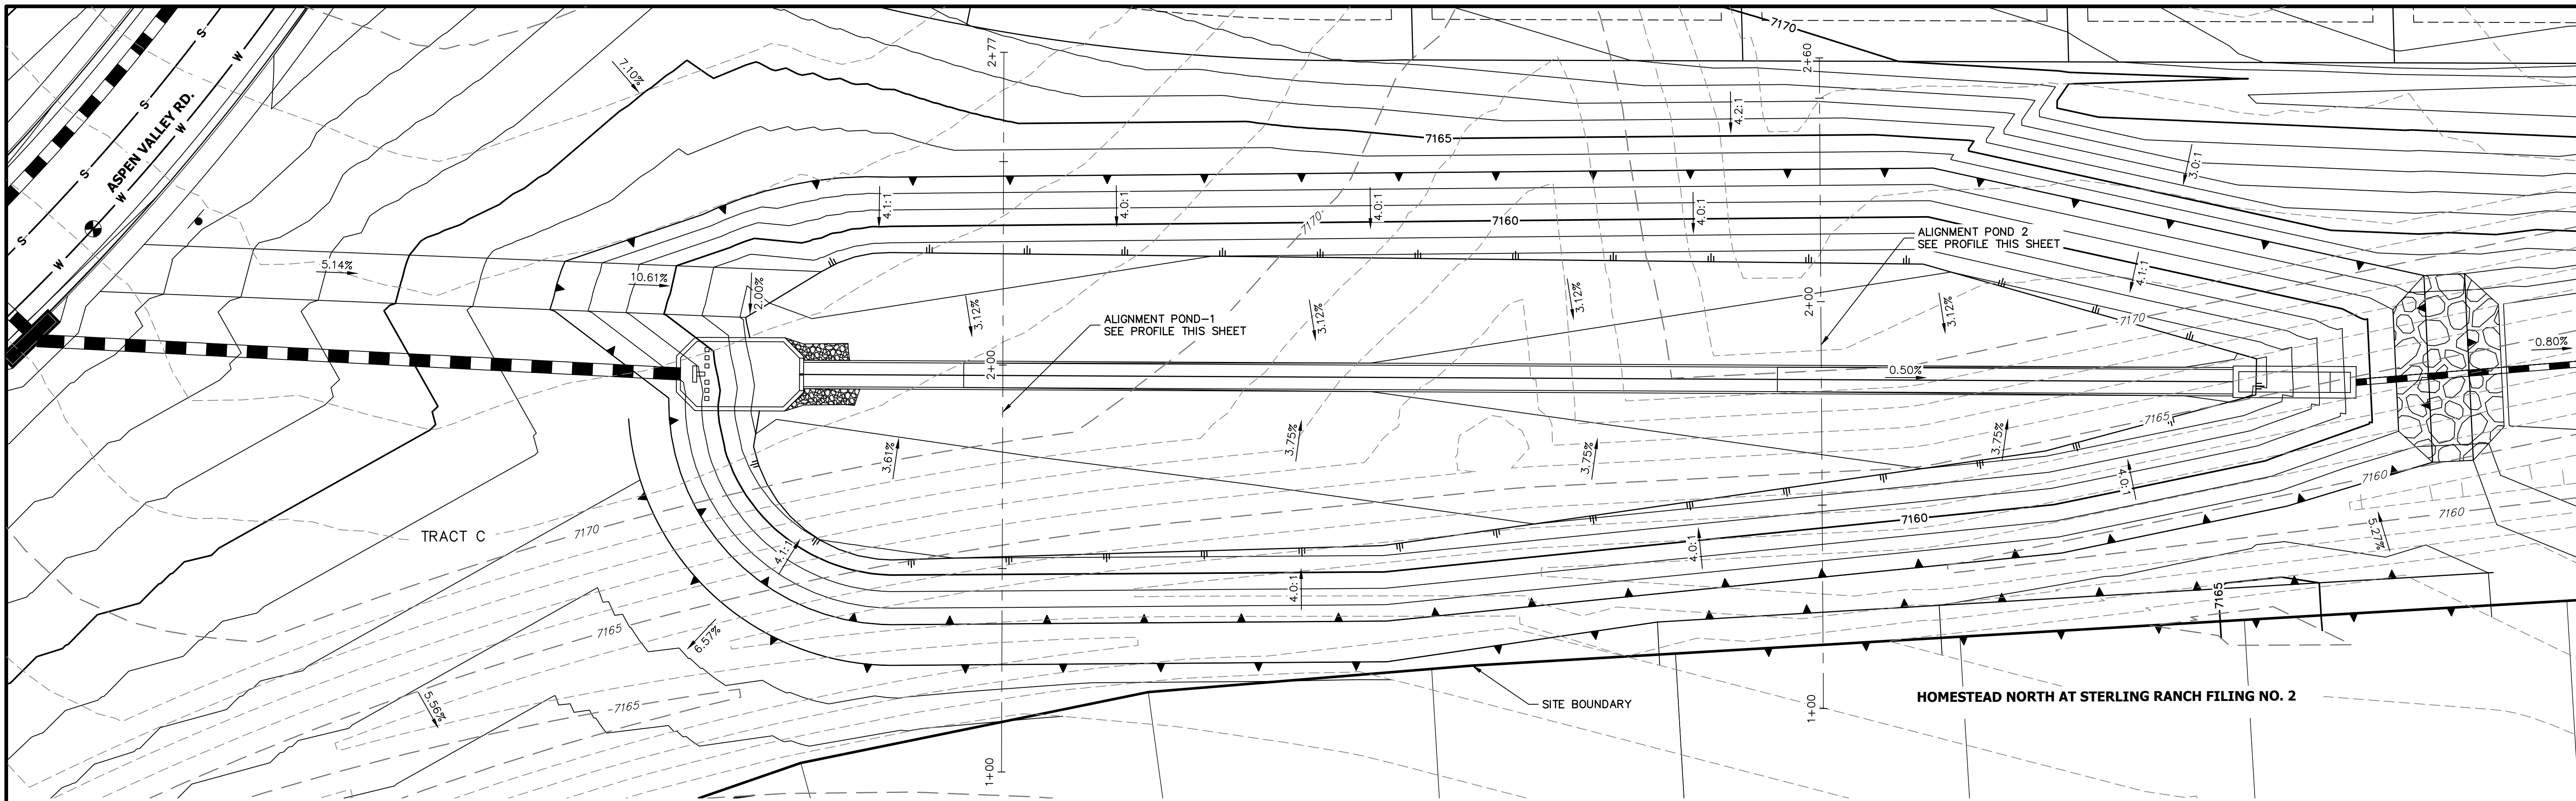 7170
2+77
2+60
S
W
7.10%
ASPEN VALLEY RD.
S
W
4.2:1
7165
S
W
3.0:1
4.1:1
4.0:1
4.0:1
4.0:1
7170
7160
ALIGNMENT POND 2
SEE PROFILE THIS SHEET
S
W
5.14%
10.61%
2.00%
4.1:1
3.12%
3.12%
3.12%
3.12%
2+00
7170
ALIGNMENT POND-1
SEE PROFILE THIS SHEET
0.80%
2+00
0.50%
7165
3.61%
3.75%
3.75%
3.75%
4.0:1
7160
TRACT C
7170
7160
7160
5.27%
4.1:1
4.0:1
4.0:1
7165
7165
6.57%
5.56%
7165
SITE BOUNDARY
1+00
HOMESTEAD NORTH AT STERLING RANCH FILING NO. 2
1+00